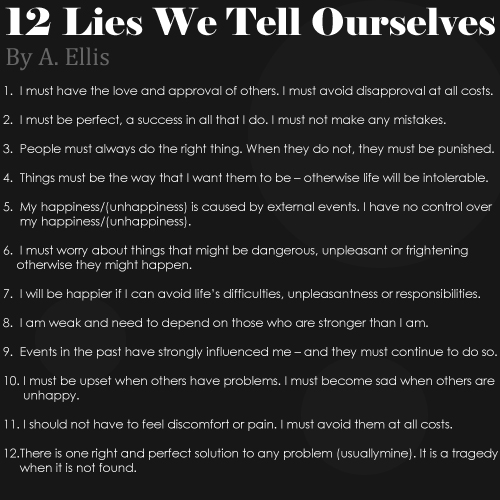 12 Lies We Tell Ourselves
By A. Ellis
1. I must have the love and approval of others. I must avoid disapproval at all costs.
2. I must be perfect, a success in all that I do. I must not make any mistakes.
3. People must always do the right thing. When they do not, they must be punished.
4. Things must be the way that I want them to be – otherwise life will be intolerable.
5. My happiness/(unhappiness) is caused by external events. I have no control over
my happiness/(unhappiness).
6. I must worry about things that might be dangerous, unpleasant or frightening
otherwise they might happen.
7. I will be happier if I can avoid life’s difficulties, unpleasantness or responsibilities.
8. I am weak and need to depend on those who are stronger than I am.
9. Events in the past have strongly influenced me – and they must continue to do so.
10. I must be upset when others have problems. I must become sad when others are
unhappy.
11. I should not have to feel discomfort or pain. I must avoid them at all costs.
12.There is one right and perfect solution to any problem (usuallymine). It is a tragedy
when it is not found.